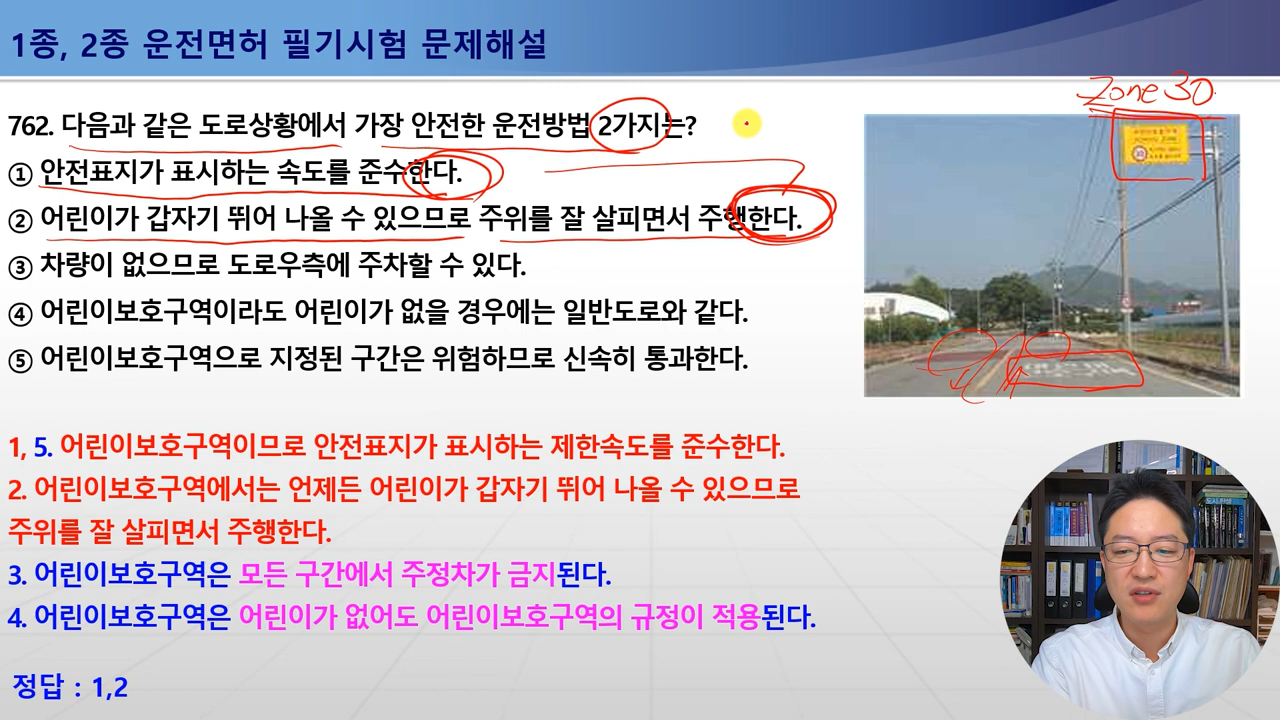 1종, 2종 운전면허 필기시험 문제해설
Zone 30
762. 다음과 같은 도로상황에서 가장 안전한 운전방법 2가지는?
① 안전표지가 표시하는 속도를 준수한다.
② 어린이가 갑자기 뛰어 나올 수 있으므로 주위를 잘 살피면서 주행한다.
③ 차량이 없으므로 도로우측에 주차할 수 있다.
④ 어린이보호구역이라도 어린이가 없을 경우에는 일반도로와 같다.
⑤ 어린이보호구역으로 지정된 구간은 위험하므로 신속히 통과한다.
30
1, 5. 어린이보호구역이므로 안전표지가 표시하는 제한속도를 준수한다.
2. 어린이보호구역에서는 언제든 어린이가 갑자기 뛰어 나올 수 있으므로
주위를 잘 살피면서 주행한다.
3. 어린이보호구역은 모든 구간에서 주정차가 금지된다.
4. 어린이보호구역은 어린이가 없어도 어린이보호구역의 규정이 적용된다.
정답 : 1,2